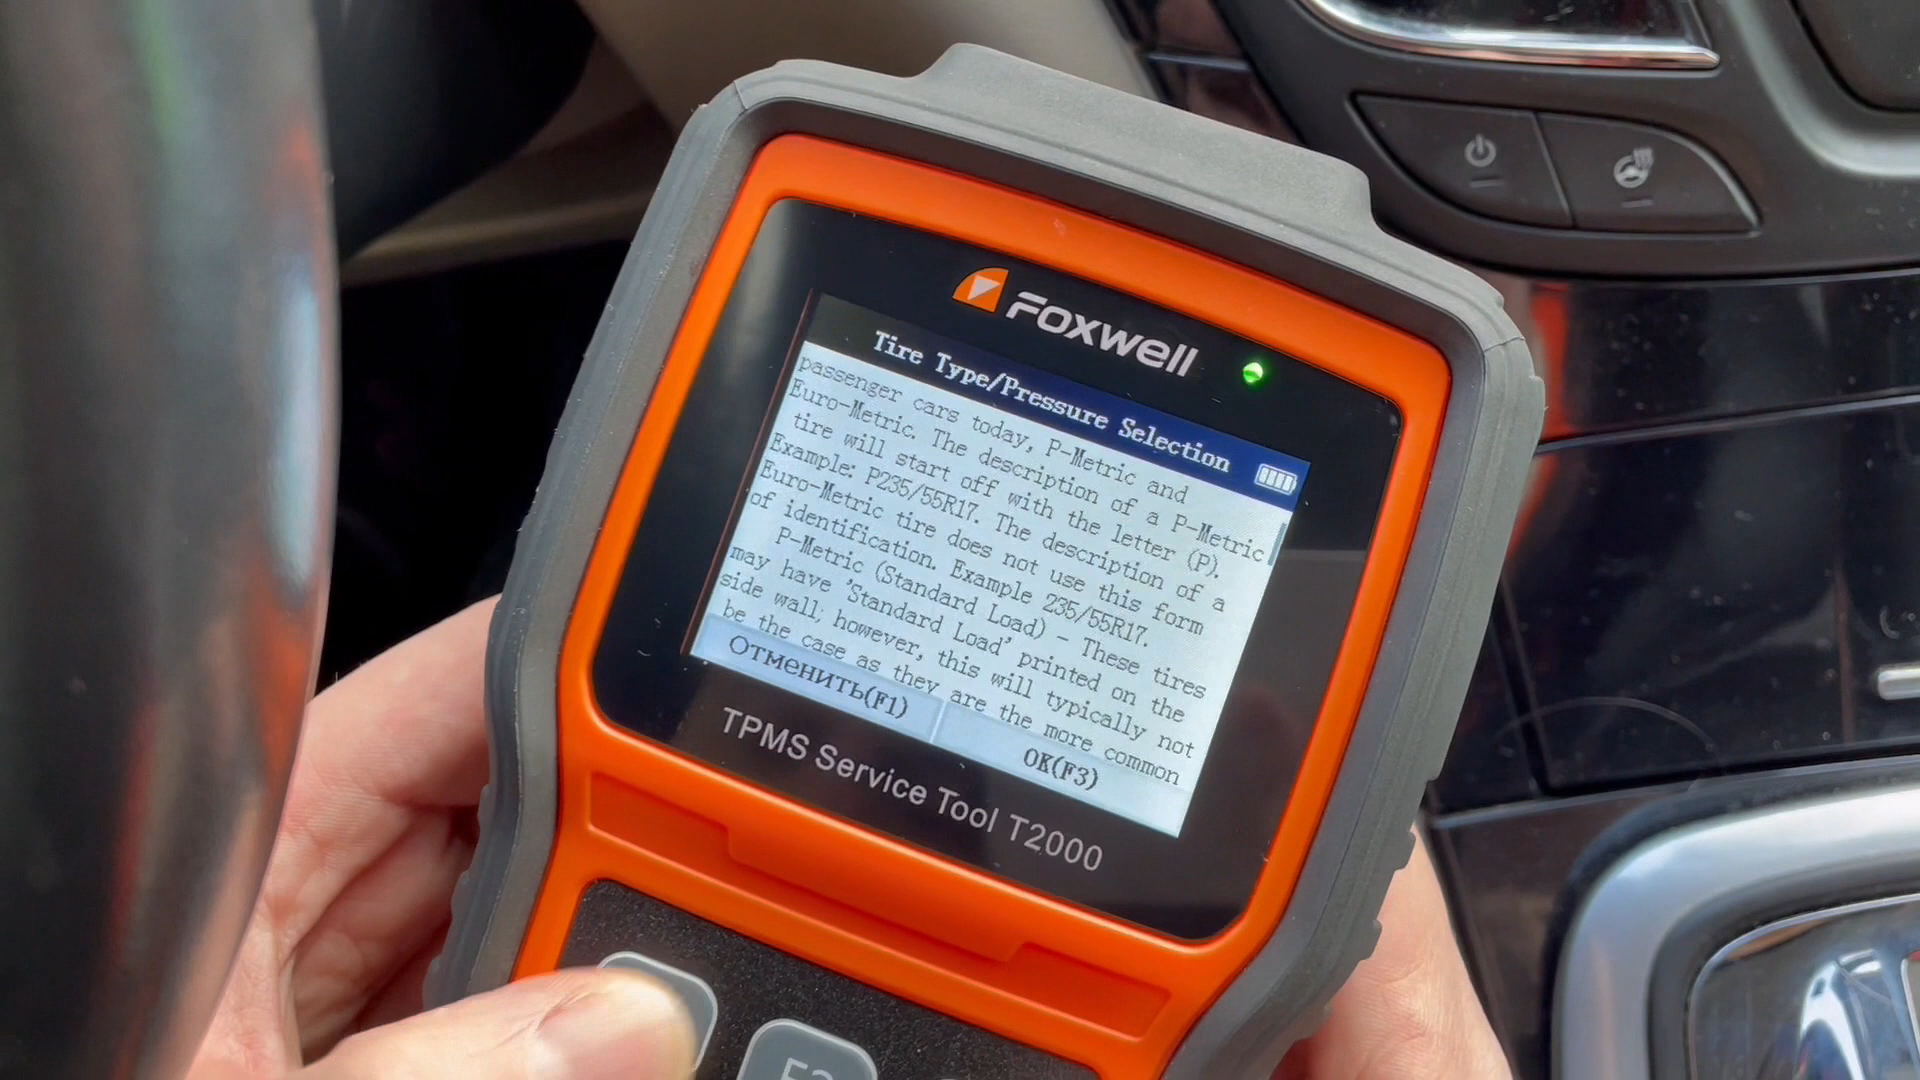 Foxwell
Tire Type/Pressure Selection
passenger cars today, P-Metric and
Euro-Metric. The description of a P-Metric
tire will start off with the letter (P).
Example: P235/55R17. The description of a
Euro-Metric tire does not use this form
of identification. Example 235/55R17.
P-Metric (Standard Load) - These tires
may have 'Standard Load' printed on the
side wall; however, this will typically not
be the case as they are the more common
Отменить(F1)
OK(F3)
TPMS Service Tool T2000